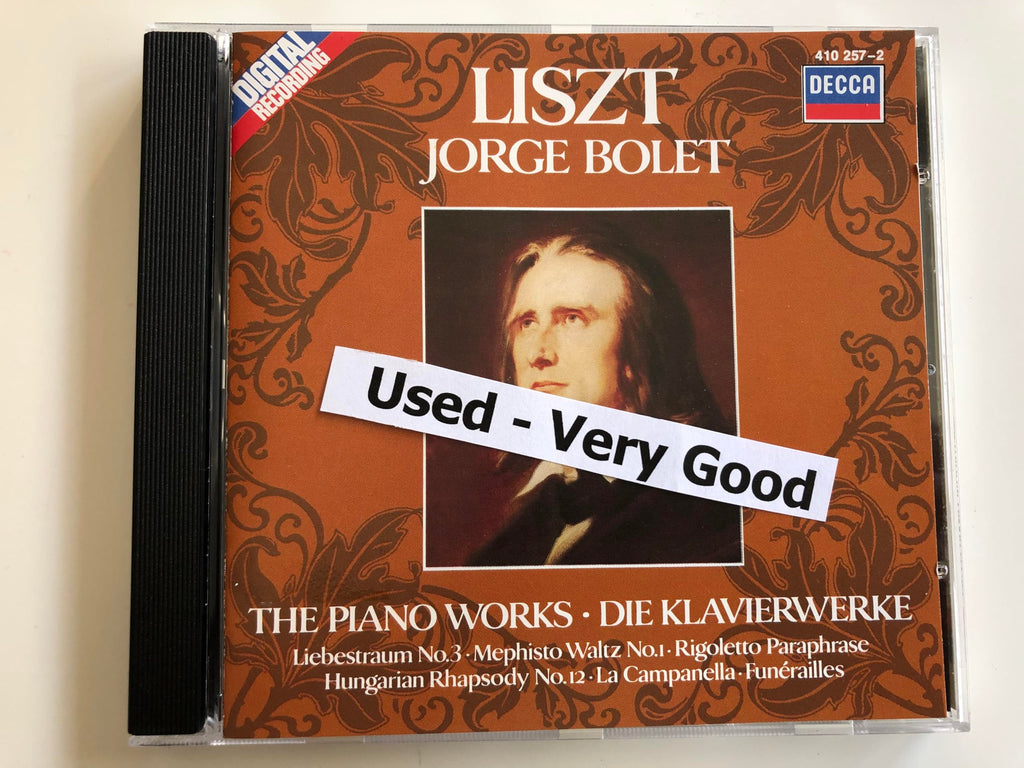 DIGITAL
RECORDING
410 257-2
DECCA
LISZT
JORGE BOLET
Used - Very Good
THE PIANO WORKS · DIE KLAVIERWERKE
Liebestraum No.3 · Mephisto Waltz No.1 · Rigoletto Paraphrase
Hungarian Rhapsody No.12 · La Campanella · Funérailles